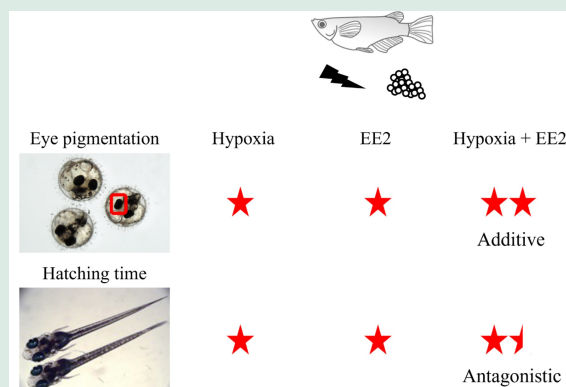 Eye pigmentation Hypoxia EE2 Hypoxia + EE2
Additive
Hatching time
Antagonistic